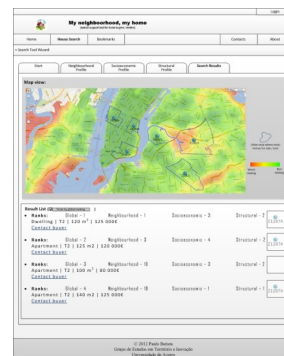 Login
My neighbourhood, my home
Home House Search Bookmarks Contacts About
> Search Tool Wizard
Start Neighbourhood Profile Socioeconomic Profile Structural Profile Search Results
Map view:
Result List
Ranks: Global - 1 Neighbourhood - 1 Socioeconomic - 3 Structural - 2
Dwelling | T2 | 120 m² | 125 000€
Contact buyer
Ranks: Global - 2 Neighbourhood - 3 Socioeconomic - 4 Structural - 2
Apartment | T2 | 125 m2 | 120 000€
Contact buyer
Ranks: Global - 3 Neighbourhood - 10 Socioeconomic - 3 Structural - 2
Apartment | T2 | 100 m² | 80 000€
Contact buyer
Ranks: Global - 4 Neighbourhood - 10 Socioeconomic - 1 Structural - 1
Apartment | T2 | 140 m2 | 125 000€
Contact buyer
© 2011 Paulo Batista
Grupo de Estudos em Território e Inovação
Universidade de Aveiro